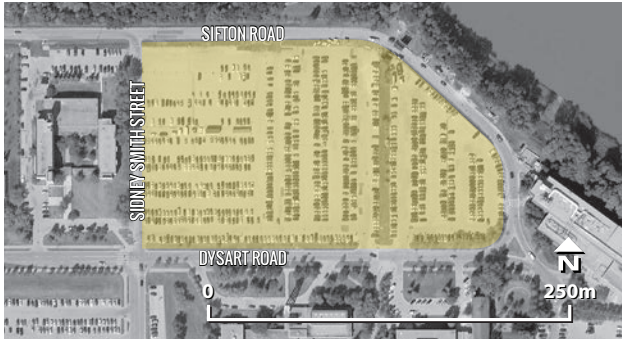 SIFTON ROAD
SIDNEY SMITH STREET
DYSART ROAD
N
0
250m